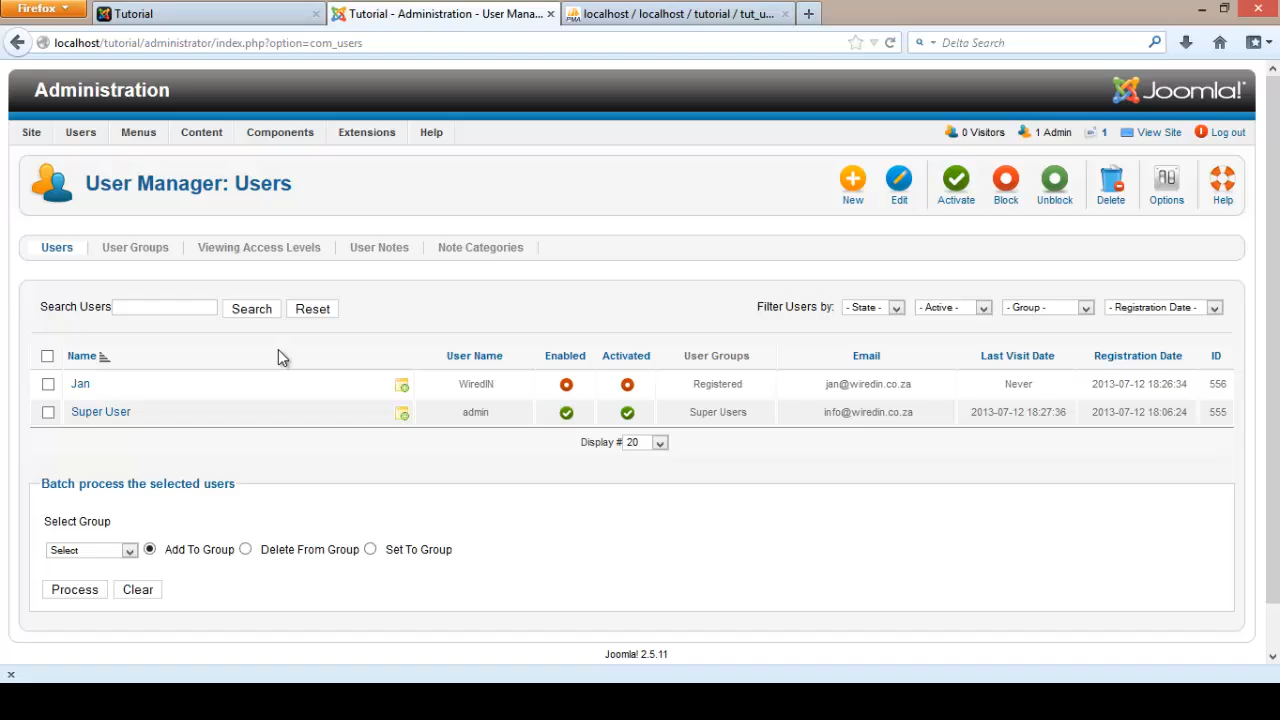 Firefox
Tutorial
Tutorial - Administration - User Mana...
localhost / localhost / tutorial / tut_u...
localhost/tutorial/administrator/index.php?option=com_users
Delta Search
Administration
Joomla!
Site Users Menus Content Components Extensions Help
0 Visitors 1 Admin 1 View Site Log out
User Manager: Users
New Edit Activate Block Unblock Delete Options Help
Users User Groups Viewing Access Levels User Notes Note Categories
Search Users Search Reset
Filter Users by: - State - - Active - - Group - - Registration Date -
Name User Name Enabled Activated User Groups Email Last Visit Date Registration Date ID
Jan WiredIN Registered jan@wiredin.co.za Never 2013-07-12 18:26:34 556
Super User admin Super Users info@wiredin.co.za 2013-07-12 18:27:36 2013-07-12 18:06:24 555
Display # 20
Batch process the selected users
Select Group
Select Add To Group Delete From Group Set To Group
Process Clear
Joomla! 2.5.11